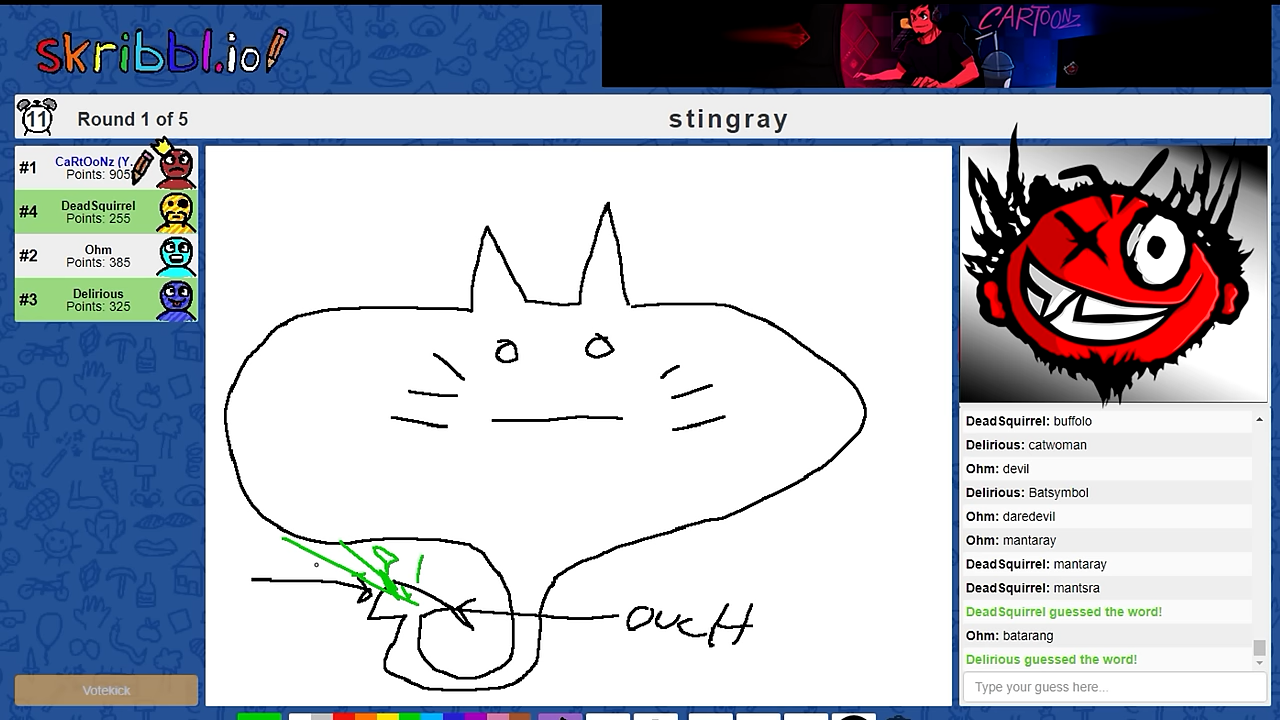 skribbl.io
CARTOONZ
11
Round 1 of 5
stingray
#1
CaRtOoNz (Y.
Points: 905
#4
DeadSquirrel
Points: 255
#2
Ohm
Points: 385
#3
Delirious
Points: 325
OUCH
DeadSquirrel: buffolo
Delirious: catwoman
Ohm: devil
Delirious: Batsymbol
Ohm: daredevil
Ohm: mantaray
DeadSquirrel: mantaray
DeadSquirrel: mantsra
DeadSquirrel guessed the word!
Ohm: batarang
Delirious guessed the word!
Type your guess here...
Votekick